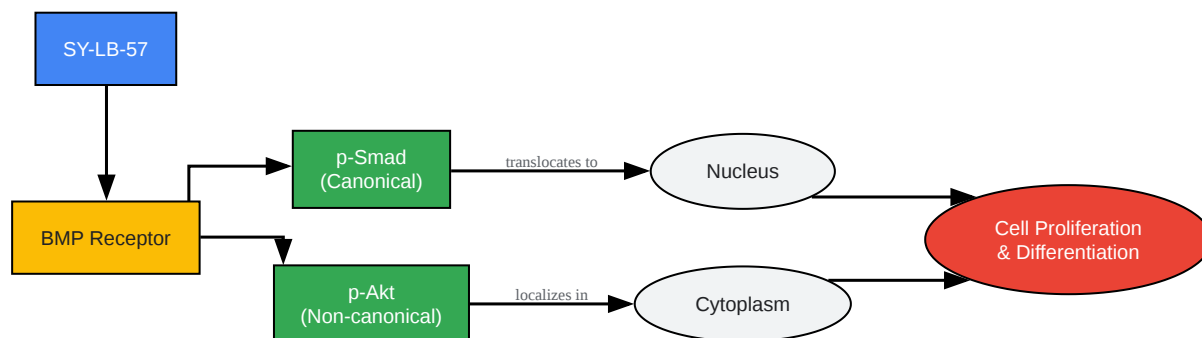 SY-LB-57
BMP Receptor
p-Smad
(Canonical)
translocates to
Nucleus
p-Akt
(Non-canonical)
localizes in
Cytoplasm
Cell Proliferation
& Differentiation